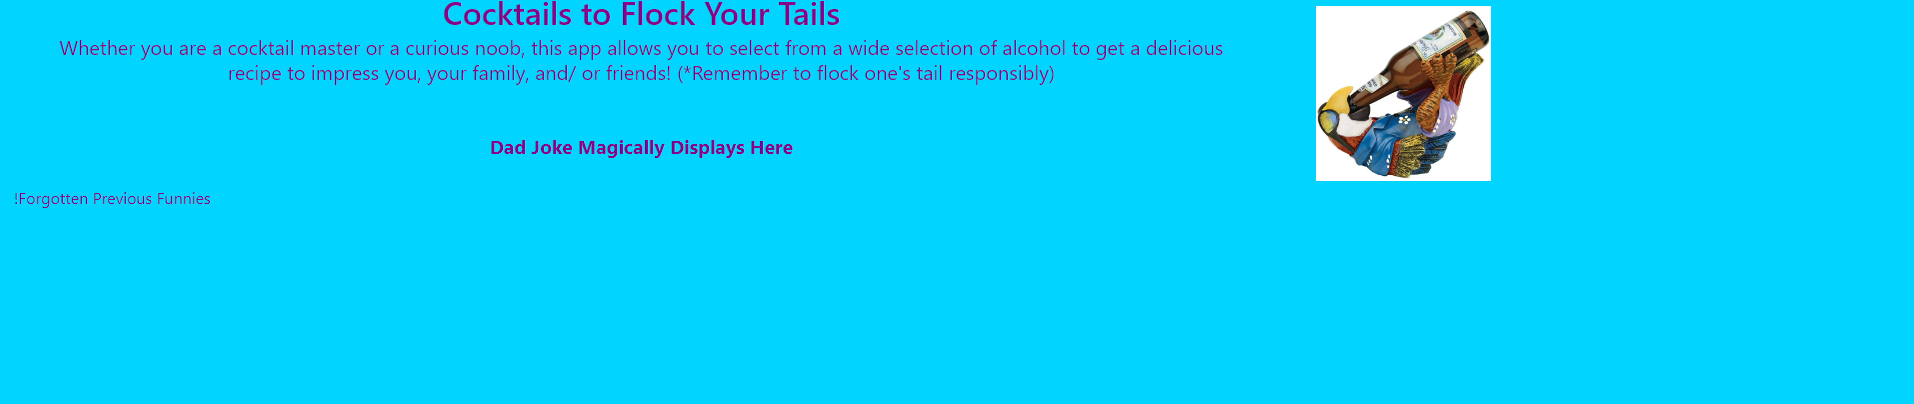 Cocktails to Flock Your Tails
Whether you are a cocktail master or a curious noob, this app allows you to select from a wide selection of alcohol to get a delicious
recipe to impress you, your family, and/ or friends! (*Remember to flock one's tail responsibly)
Dad Joke Magically Displays Here
!Forgotten Previous Funnies